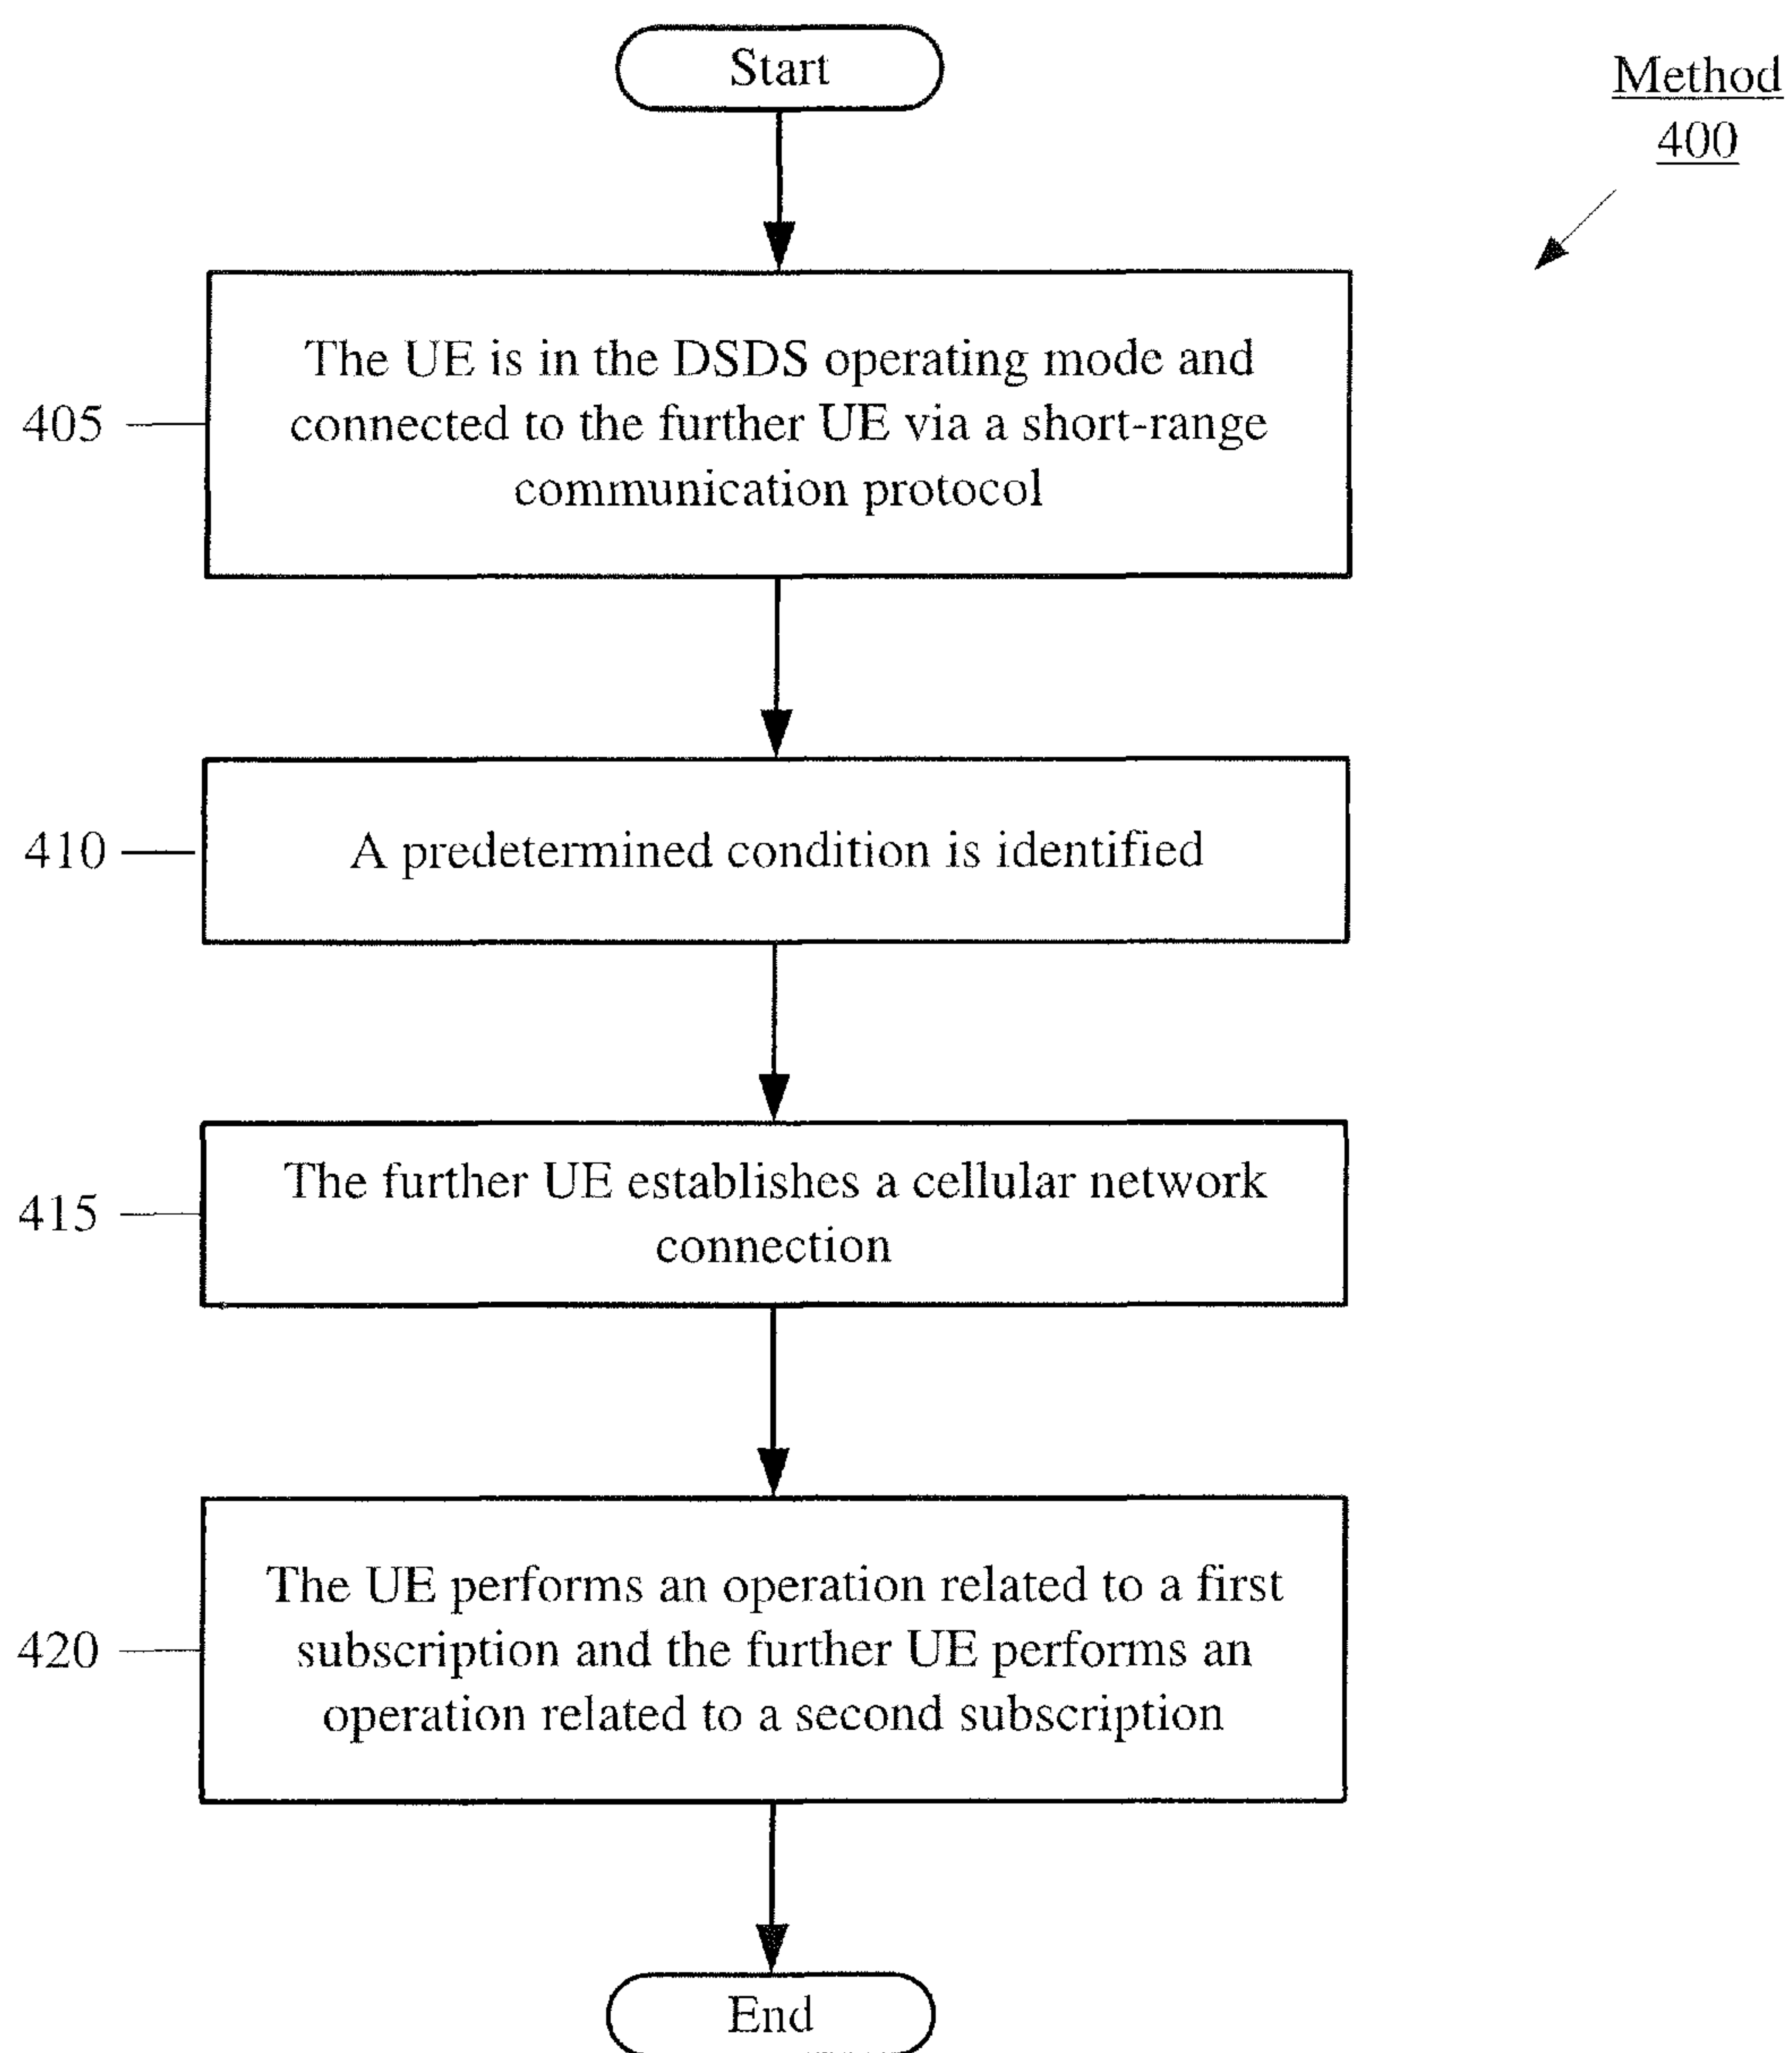 Start
Method
400
405
The UE is in the DSDS operating mode and
connected to the further UE via a short-range
communication protocol
410
A predetermined condition is identified
415
The further UE establishes a cellular network
connection
420
The UE performs an operation related to a first
subscription and the further UE performs an
operation related to a second subscription
End